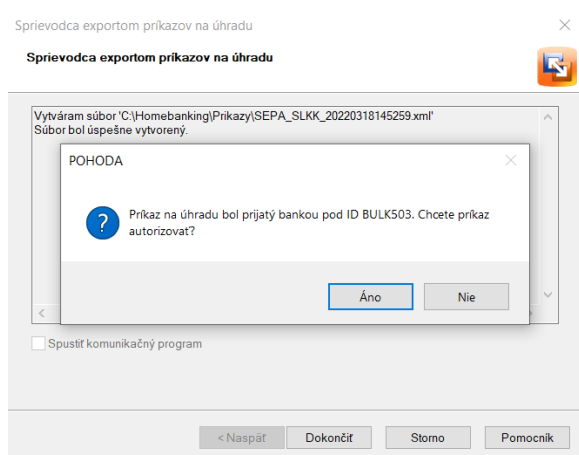 Sprievodca exportom príkazov na úhradu
Sprievodca exportom príkazov na úhradu
Vytváram súbor 'C:\Homebanking\Prikazy\SEPA_SLKK_20220318145259.xml'
Súbor bol úspešne vytvorený.
POHODA
Príkaz na úhradu bol prijatý bankou pod ID BULK503. Chcete príkaz
autorizovať?
Áno
Nie
Spustiť komunikačný program
< Naspäť
Dokončiť
Storno
Pomocník